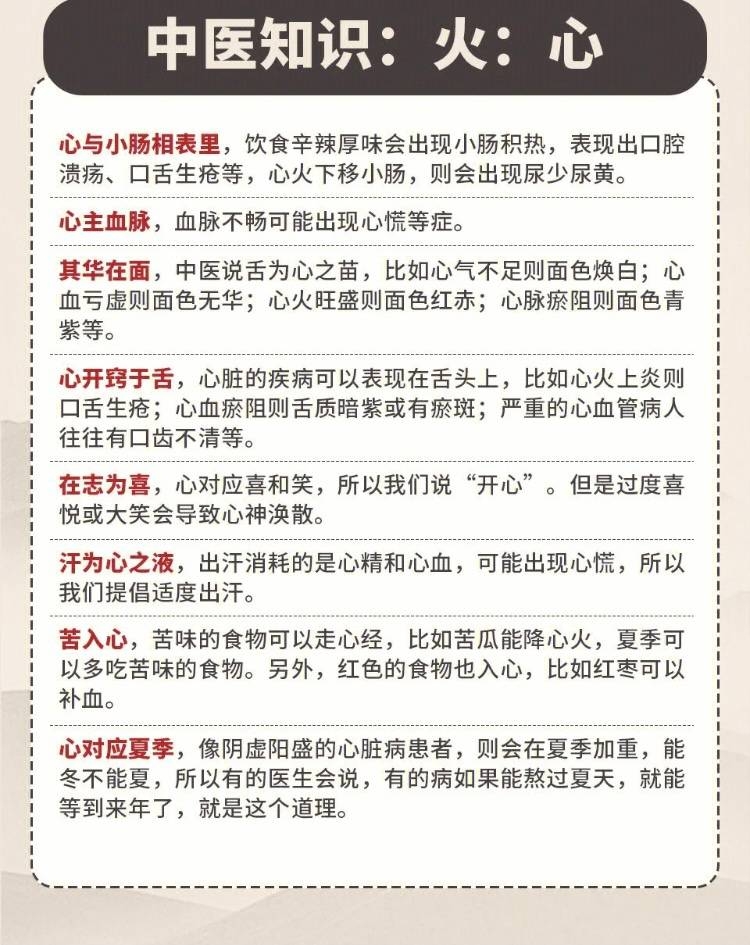 中医知识：火：心
心与小肠相表里，饮食辛辣厚味会出现小肠积热，表现出口腔
溃疡、口舌生疮等，心火下移小肠，则会出现尿少尿黄。
心主血脉，血脉不畅可能出现心慌等症。
其华在面，中医说舌为心之苗，比如心气不足则面色焕白；心
血亏虚则面色无华；心火旺盛则面色红赤；心脉瘀阻则面色青
紫等。
心开窍于舌，心脏的疾病可以表现在舌头上，比如心火上炎则
口舌生疮；心血瘀阻则舌质暗紫或有瘀斑；严重的心血管病人
往往有口齿不清等。
在志为喜，心对应喜和笑，所以我们说“开心”。但是过度喜
悦或大笑会导致心神涣散。
汗为心之液，出汗消耗的是心精和心血，可能出现心慌，所以
我们提倡适度出汗。
苦入心，苦味的食物可以走心经，比如苦瓜能降心火，夏季可
以多吃苦味的食物。另外，红色的食物也入心，比如红枣可以
补血。
心对应夏季，像阴虚阳盛的心脏病患者，则会在夏季加重，能
冬不能夏，所以有的医生会说，有的病如果能熬过夏天，就能
等到来年了，就是这个道理。